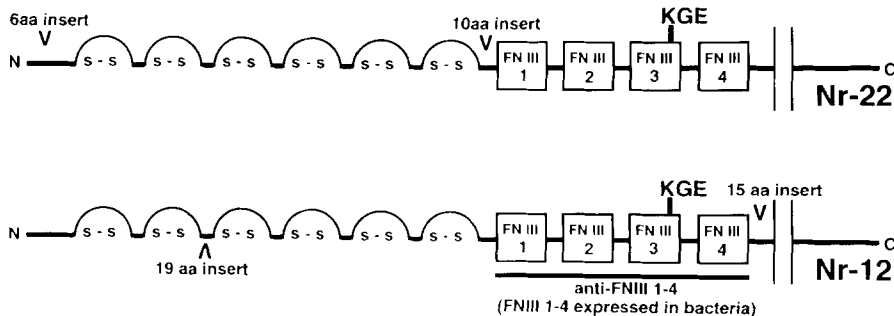 6aa insert
10aa insert
KGE
N
S - S S - S S - S S - S S - S S - S
FN III 1
FN III 2
FN III 3
FN III 4
C
Nr-22
KGE
15 aa insert
N
S - S S - S S - S S - S S - S S - S
FN III 1
FN III 2
FN III 3
FN III 4
C
19 aa insert
Nr-12
anti-FNIII 1-4
(FNIII 1-4 expressed in bacteria)